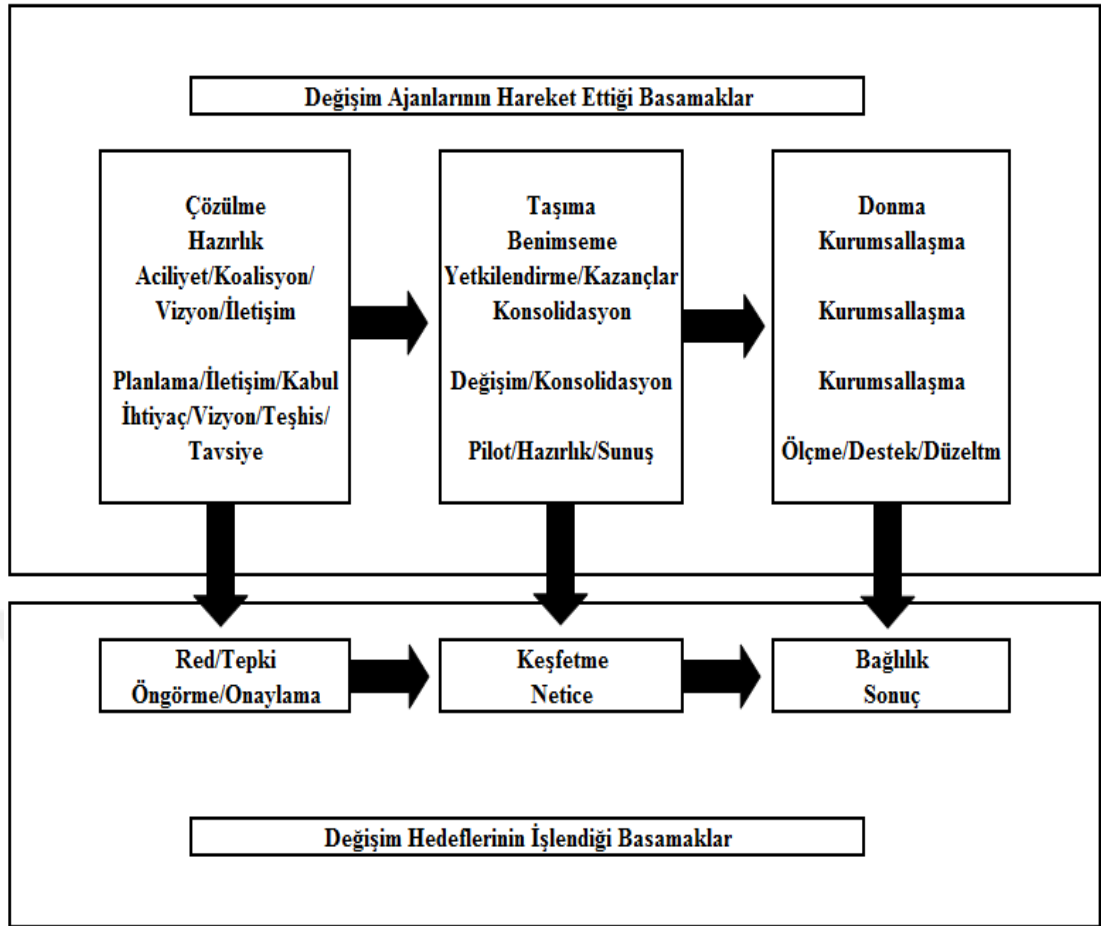 Değişim Ajanlarının Hareket Ettiği Basamaklar
Çözülme
Hazırlık
Aciliyet/Koalisyon/
Vizyon/İletişim
Planlama/İletişim/Kabul
İhtiyaç/Vizyon/Teşhis/
Tavsiye
Taşıma
Benimseme
Yetkilendirme/Kazançlar
Konsolidasyon
Değişim/Konsolidasyon
Pilot/Hazırlık/Sunuş
Donma
Kurumsallaşma
Kurumsallaşma
Kurumsallaşma
Ölçme/Destek/Düzeltm
Red/Tepki
Öngörme/Onaylama
Keşfetme
Netice
Bağlılık
Sonuç
Değişim Hedeflerinin İşlendiği Basamaklar